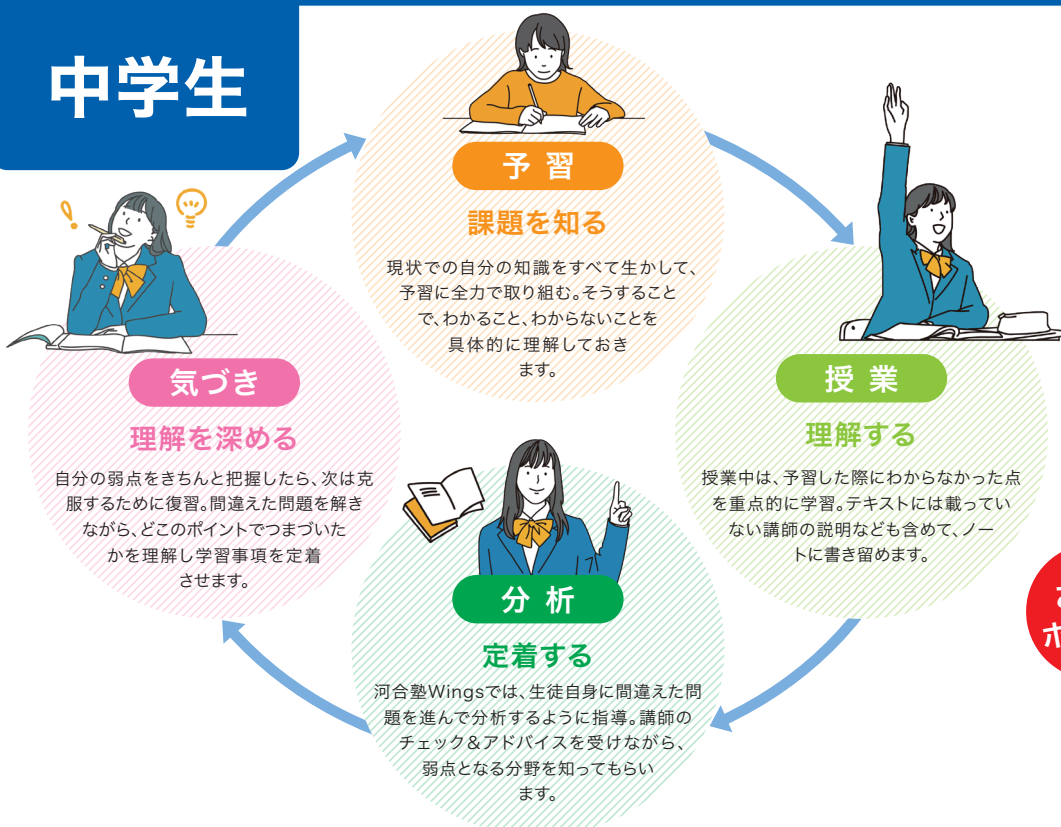 中学生
予 習
課題を知る
現状での自分の知識をすべて生かして、
予習に全力で取り組む。そうすること
で、わかること、わからないことを
具体的に理解しておき
ます。
授 業
理解する
授業中は、予習した際にわからなかった点
を重点的に学習。テキストには載ってい
ない講師の説明なども含めて、ノー
トに書き留めます。
分 析
定着する
河合塾Wingsでは、生徒自身に間違えた問
題を進んで分析するように指導。講師の
チェック&アドバイスを受けながら、
弱点となる分野を知ってもらい
ます。
気づき
理解を深める
自分の弱点をきちんと把握したら、次は克
服するために復習。間違えた問題を解き
ながら、どこのポイントでつまづいた
かを理解し学習事項を定着
させます。